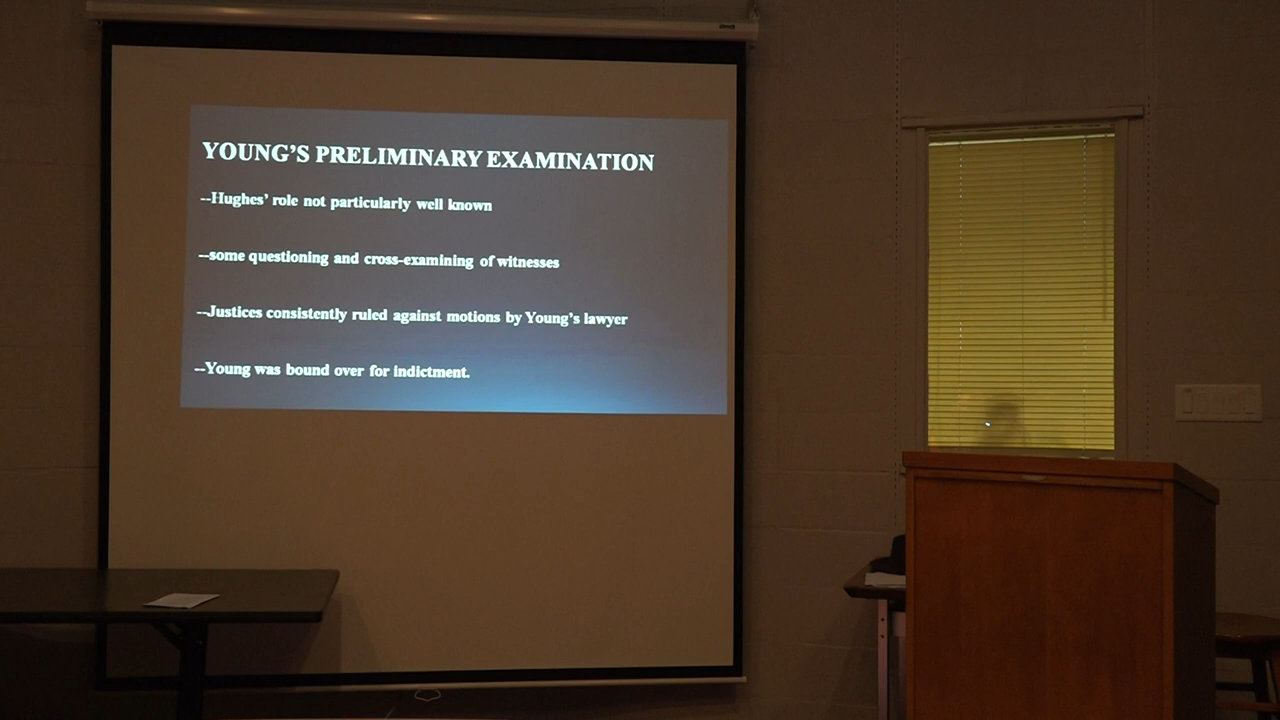 YOUNG'S PRELIMINARY EXAMINATION
--Hughes' role not particularly well known
--some questioning and cross-examining of witnesses
--Justices consistently ruled against motions by Young's lawyer
--Young was bound over for indictment.